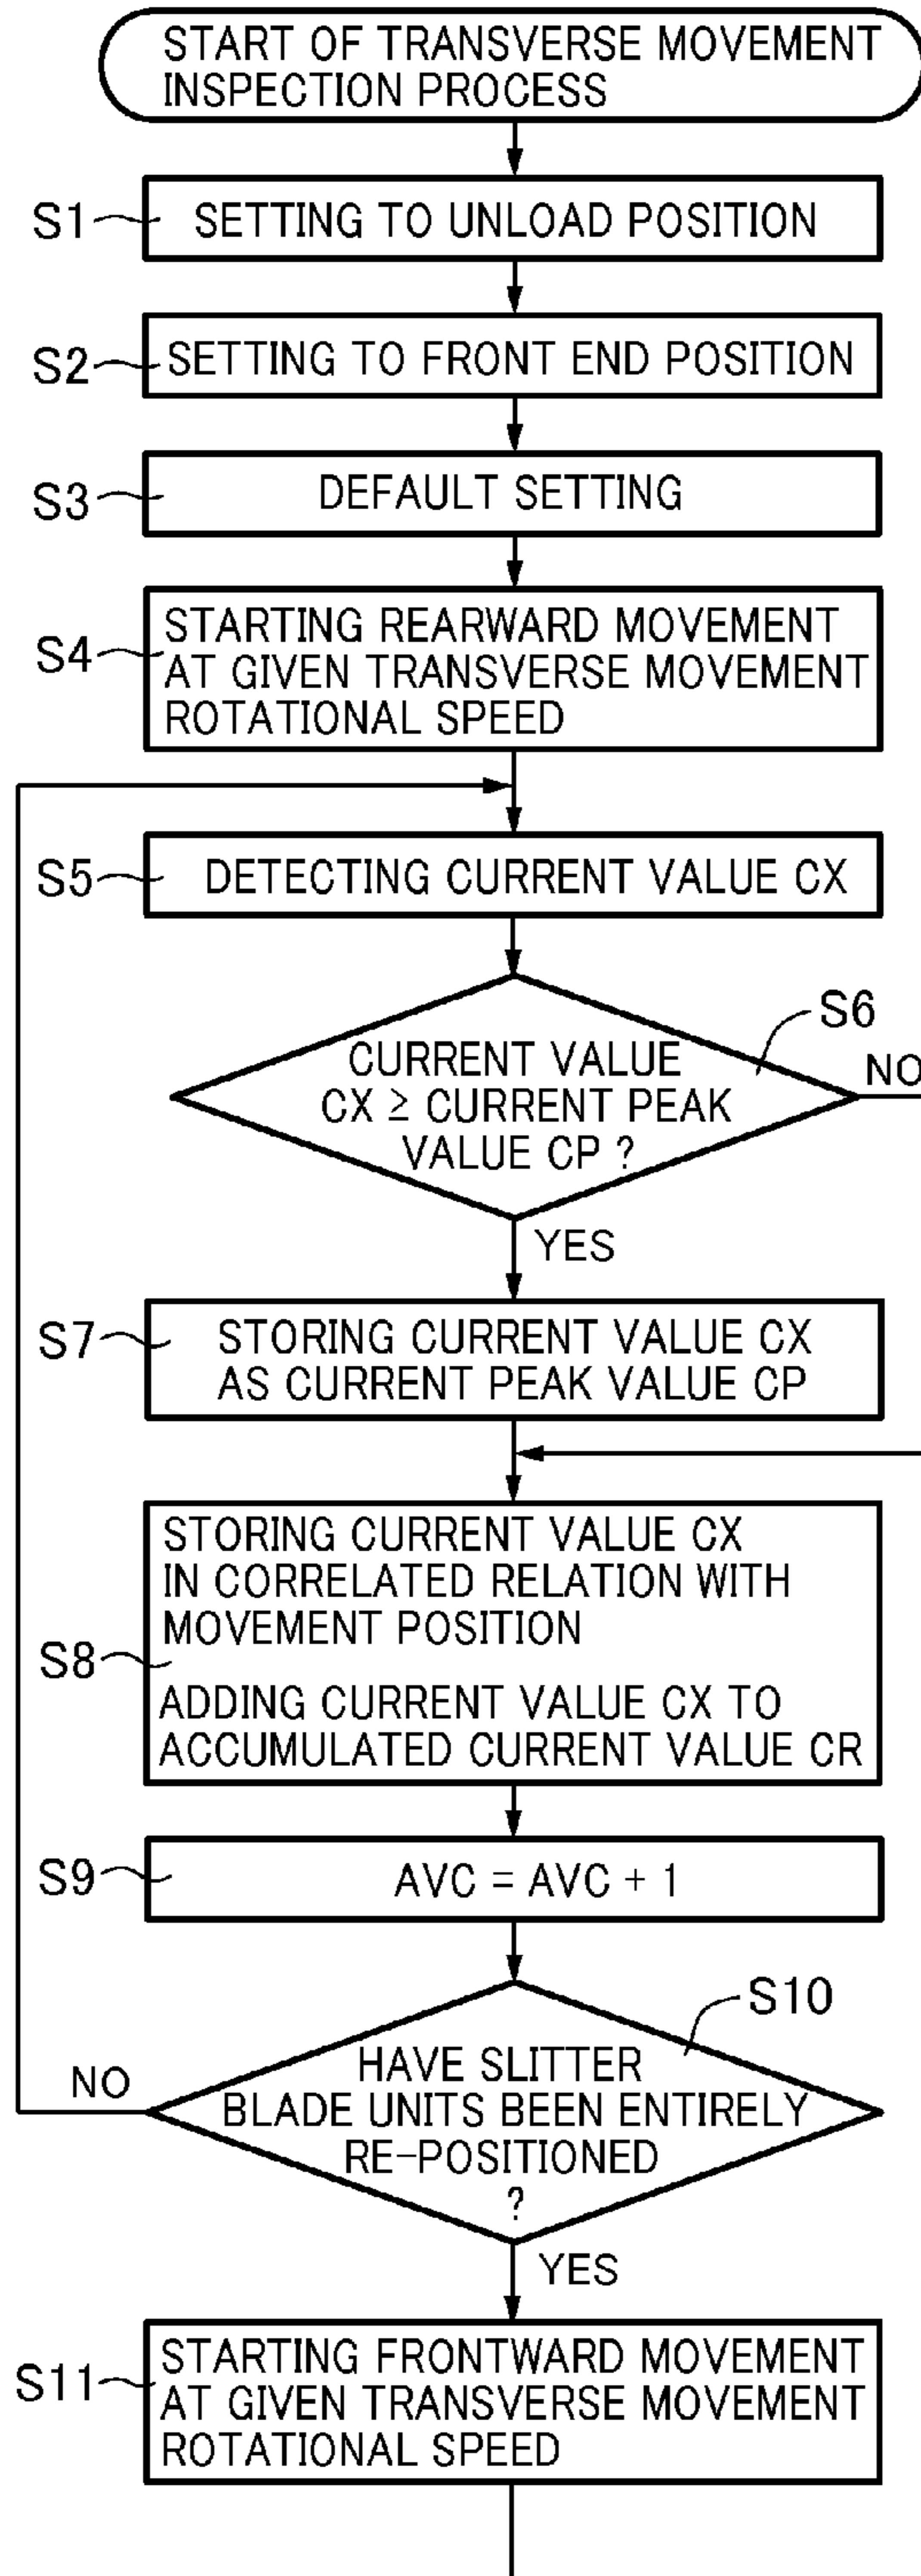 START OF TRANSVERSE MOVEMENT
INSPECTION PROCESS
S1
SETTING TO UNLOAD POSITION
S2
SETTING TO FRONT END POSITION
S3
DEFAULT SETTING
S4
STARTING REARWARD MOVEMENT
AT GIVEN TRANSVERSE MOVEMENT
ROTATIONAL SPEED
S5
DETECTING CURRENT VALUE CX
S6
CURRENT VALUE
CX ≥ CURRENT PEAK
VALUE CP ?
NO
YES
S7
STORING CURRENT VALUE CX
AS CURRENT PEAK VALUE CP
S8
STORING CURRENT VALUE CX
IN CORRELATED RELATION WITH
MOVEMENT POSITION
ADDING CURRENT VALUE CX TO
ACCUMULATED CURRENT VALUE CR
S9
AVC = AVC + 1
S10
HAVE SLITTER
BLADE UNITS BEEN ENTIRELY
RE-POSITIONED
?
NO
YES
S11
STARTING FRONTWARD MOVEMENT
AT GIVEN TRANSVERSE MOVEMENT
ROTATIONAL SPEED